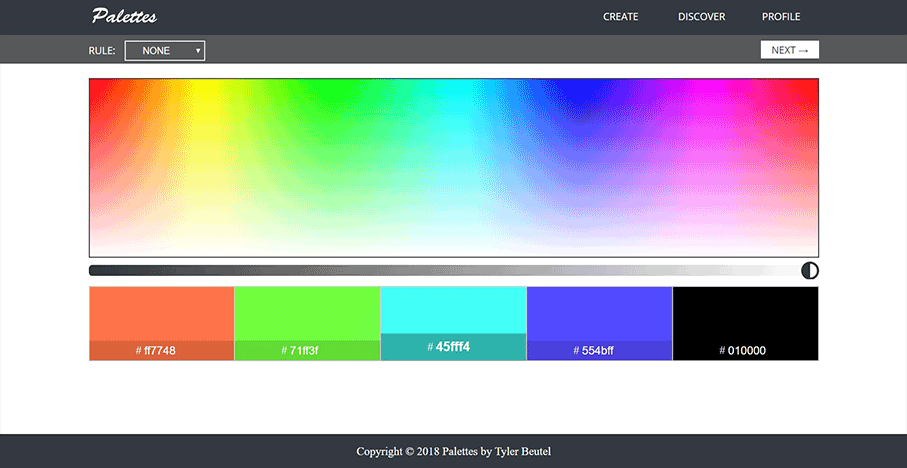 Palettes
CREATE DISCOVER PROFILE
RULE: NONE
NEXT →
# ff7748 # 71ff3f # 45fff4 # 554bff # 010000
Copyright © 2018 Palettes by Tyler Beutel